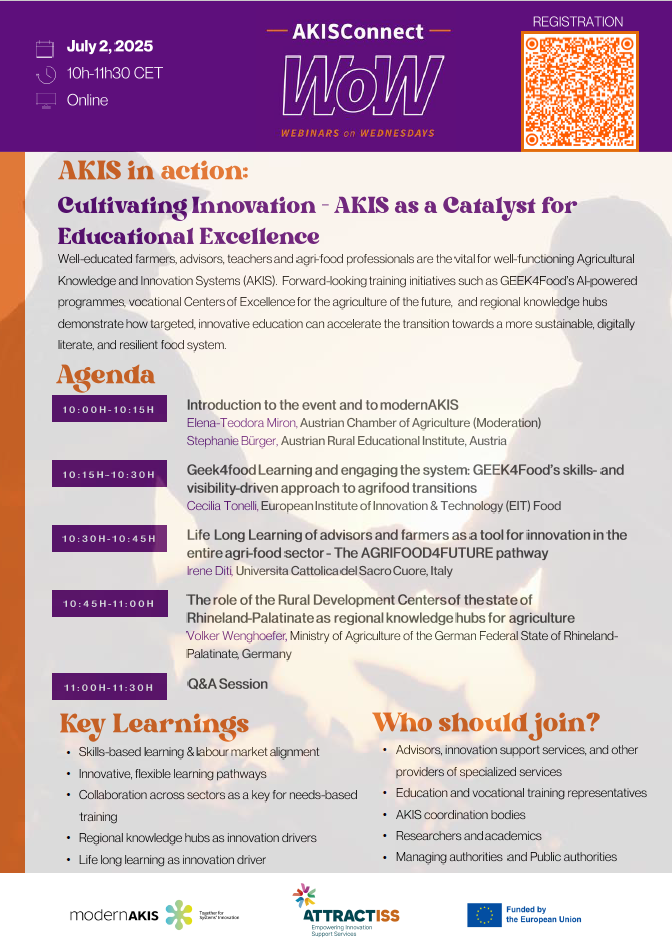 REGISTRATION
July 2, 2025
10h-11h30 CET
Online
AKISConnect
WoW
WEBINARS on WEDNESDAYS
AKIS in action:
Cultivating Innovation - AKIS as a Catalyst for
Educational Excellence
Well-educated farmers, advisors, teachers and agri-food professionals are the vital for well-functioning Agricultural
Knowledge and Innovation Systems (AKIS). Forward-looking training initiatives such as GEEK4Food's AI-powered
programmes, vocational Centers of Excellence for the agriculture of the future, and regional knowledge hubs
demonstrate how targeted, innovative education can accelerate the transition towards a more sustainable, digitally
literate, and resilient food system.
Agenda
10:00H-10:15H
Introduction to the event and to modernAKIS
Elena-Teodora Miron, Austrian Chamber of Agriculture (Moderation)
Stephanie Bürger, Austrian Rural Educational Institute, Austria
10:15H-10:30H
Geek4food Learning and engaging the system: GEEK4Food's skills- and
visibility-driven approach to agrifood transitions
Cecilia Tonelli, European Institute of Innovation & Technology (EIT) Food
10:30H-10:45H
Life Long Learning of advisors and farmers as a tool for innovation in the
entire agri-food sector - The AGRIFOOD4FUTURE pathway
Irene Diti, Universita Cattolica del Sacro Cuore, Italy
10:45H-11:00H
The role of the Rural Development Centers of the state of
Rhineland-Palatinate as regional knowledge hubs for agriculture
Volker Wenghoefer, Ministry of Agriculture of the German Federal State of Rhineland-
Palatinate, Germany
11:00H-11:30H
Q&A Session
Key Learnings
• Skills-based learning & labour market alignment
• Innovative, flexible learning pathways
• Collaboration across sectors as a key for needs-based
training
• Regional knowledge hubs as innovation drivers
• Life long learning as innovation driver
Who should join?
• Advisors, innovation support services, and other
providers of specialized services
• Education and vocational training representatives
• AKIS coordination bodies
• Researchers and academics
• Managing authorities and Public authorities
modernAKIS
Together for
Systems' Innovation
ATTRACTISS
Empowering Innovation
Support Services
Funded by
the European Union